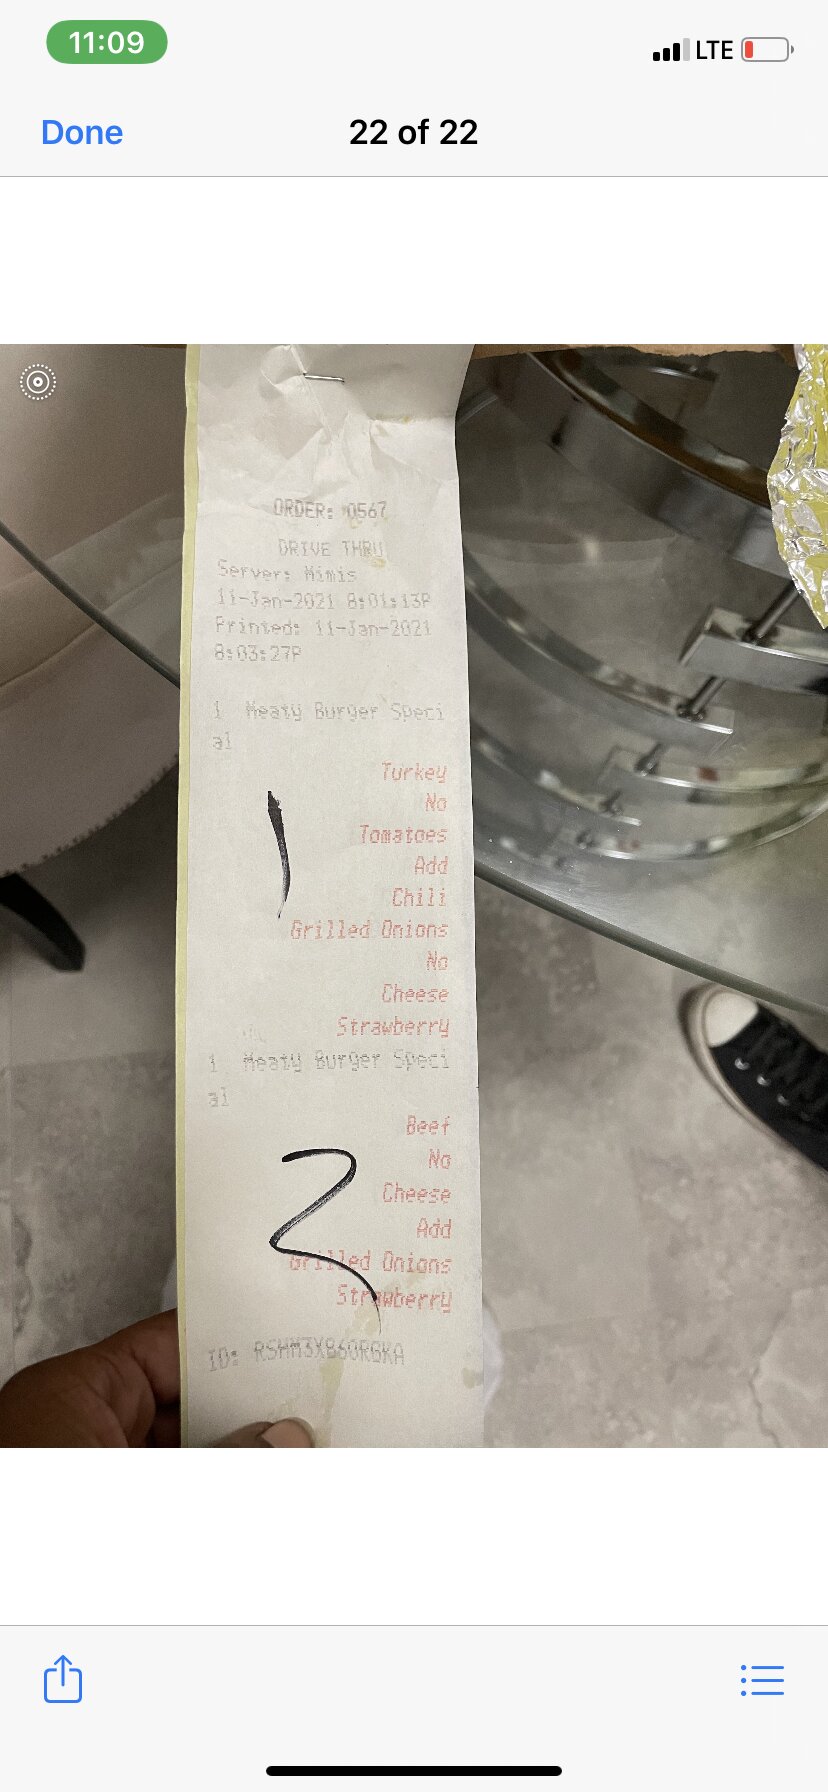 11:09
LTE
Done
22 of 22
ORDER: 0567
DRIVE THRU
Server: Mimis
11-Jan-2021 8:01:13P
Printed: 11-Jan-2021
8:03:27P
1 Meaty Burger Speci
al
Turkey
No
Tomatoes
Add
Chili
Grilled Onions
No
Cheese
Strawberry
1
1 Meaty Burger Speci
al
Beef
No
Cheese
Add
Grilled Onions
Strawberry
2
ID: